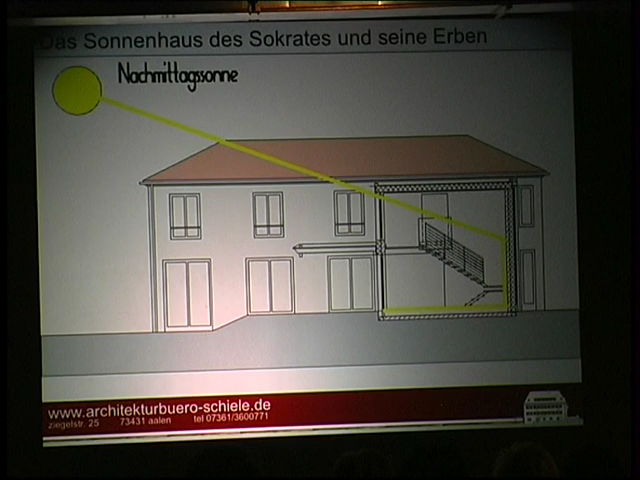 Das Sonnenhaus des Sokrates und seine Erben
Nachmittagssonne
www.architekturbuero-schiele.de
ziegelstr. 25 73431 aalen tel 07361/3600771